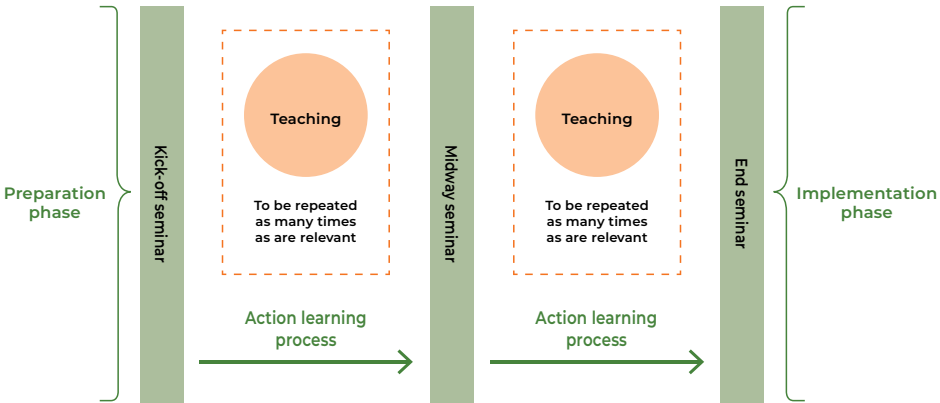 Preparation
phase
Kick-off seminar
Teaching
To be repeated
as many times
as are relevant
Action learning
process
Midway seminar
Teaching
To be repeated
as many times
as are relevant
Action learning
process
End seminar
Implementation
phase